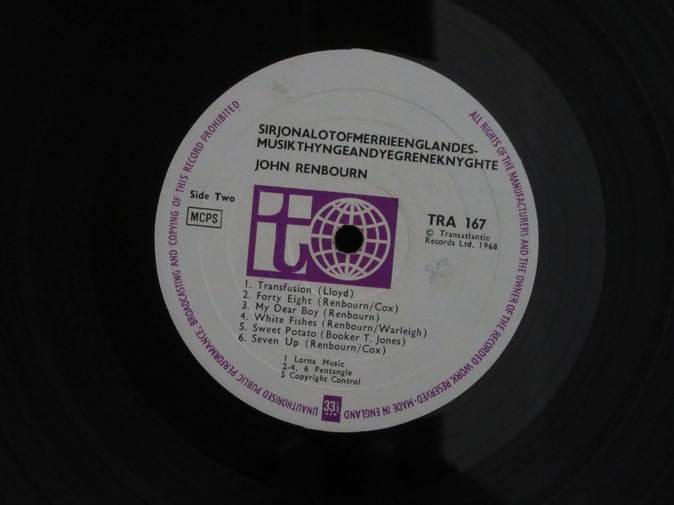 UNAUTHORISED PUBLIC PERFORMANCE, BROADCASTING AND COPYING OF THIS RECORD PROHIBITED
ALL RIGHTS OF THE MANUFACTURERS AND THE OWNER OF THE RECORDED WORK RESERVED-MADE IN ENGLAND
SIRJONALOTOFMERRIEENGLANDES-
MUSIKTHYNGEANDYEGRENEKNYGHTE
JOHN RENBOURN
Side Two
MCPS
it
TRA 167
© Transatlantic
Records Ltd. 1968
1. Transfusion (Lloyd)
2. Forty Eight (Renbourn/Cox)
3. My Dear Boy (Renbourn)
4. White Fishes (Renbourn/Warleigh)
5. Sweet Potato (Booker T. Jones)
6. Seven Up (Renbourn/Cox)
1 Lorna Music
2-4, 6 Pentangle
5 Copyright Control
33⅓
RPM